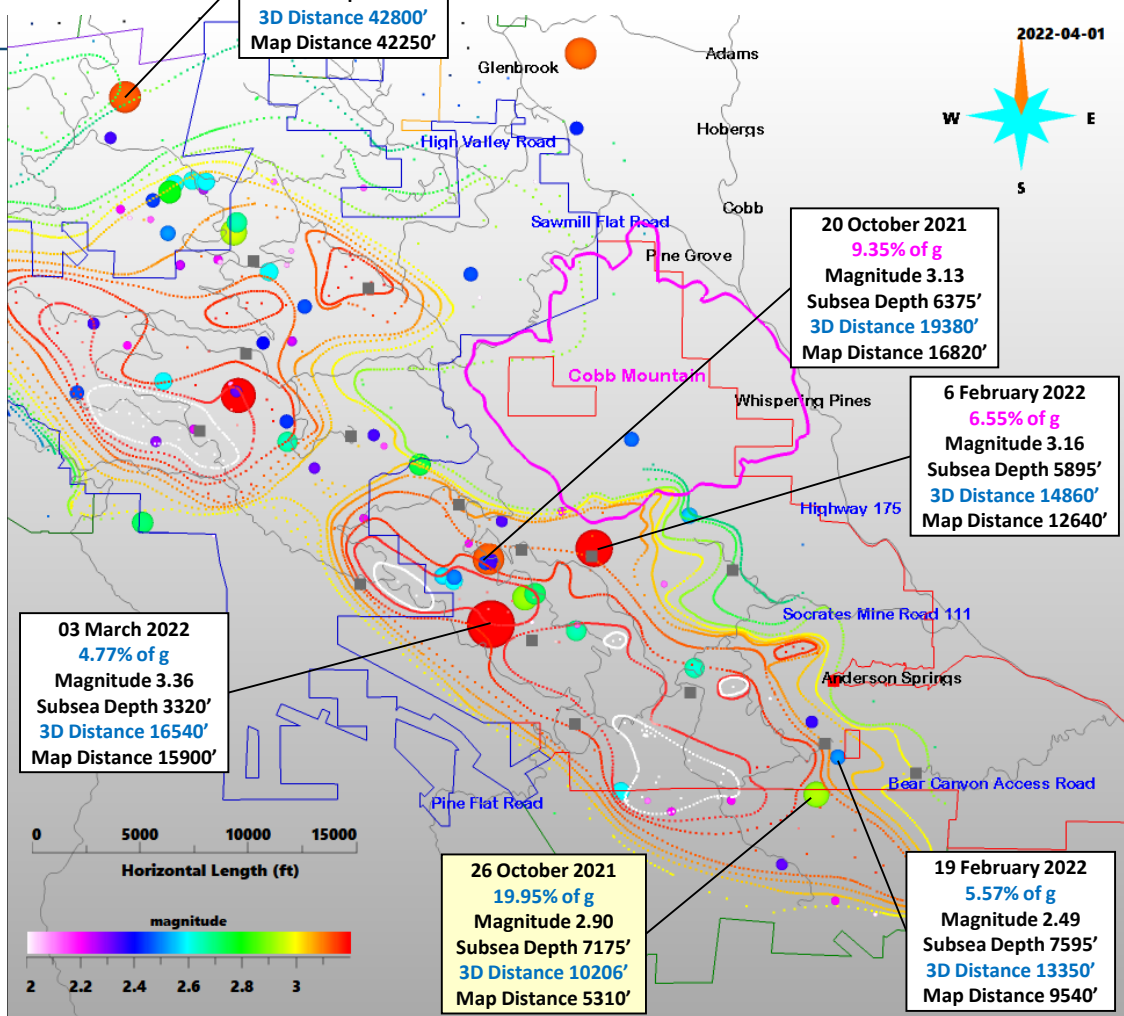 3D Distance 42800’
Map Distance 42250’
2022-04-01
W
E
S
Adams
Glenbrook
Hobergs
High Valley Road
Cobb
Sawmill Flat Road
Pine Grove
20 October 2021
9.35% of g
Magnitude 3.13
Subsea Depth 6375’
3D Distance 19380’
Map Distance 16820’
Cobb Mountain
Whispering Pines
6 February 2022
6.55% of g
Magnitude 3.16
Subsea Depth 5895’
3D Distance 14860’
Map Distance 12640’
Highway 175
Socrates Mine Road 111
Anderson Springs
03 March 2022
4.77% of g
Magnitude 3.36
Subsea Depth 3320’
3D Distance 16540’
Map Distance 15900’
Bear Canyon Access Road
Pine Flat Road
0 5000 10000 15000
Horizontal Length (ft)
26 October 2021
19.95% of g
Magnitude 2.90
Subsea Depth 7175’
3D Distance 10206’
Map Distance 5310’
19 February 2022
5.57% of g
Magnitude 2.49
Subsea Depth 7595’
3D Distance 13350’
Map Distance 9540’
magnitude
2 2.2 2.4 2.6 2.8 3